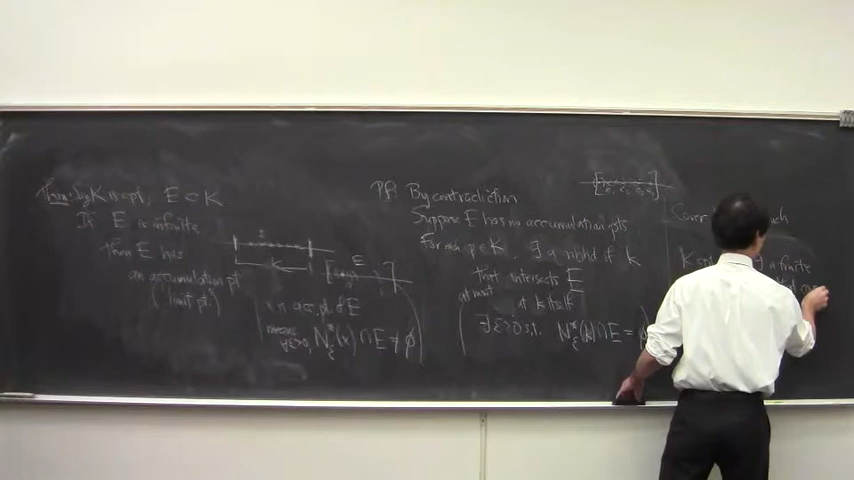 Thm: Sps K is cpt, E ⊂ K
If E is infinite
then E has
an accumulation pt
(limit pt)
E
K
E
x is acc. pt of E
means
∀ε>0, N*ε(x) ∩ E ≠ ∅
Pf: By contradiction
Suppose E has no accumulation pts
For each p ∈ K, ∃ a nbhd of k
that intersects E
at most at k itself
∃ ε>0 s.t. N*ε(k) ∩ E = ∅
Cover
K ∃ a finite